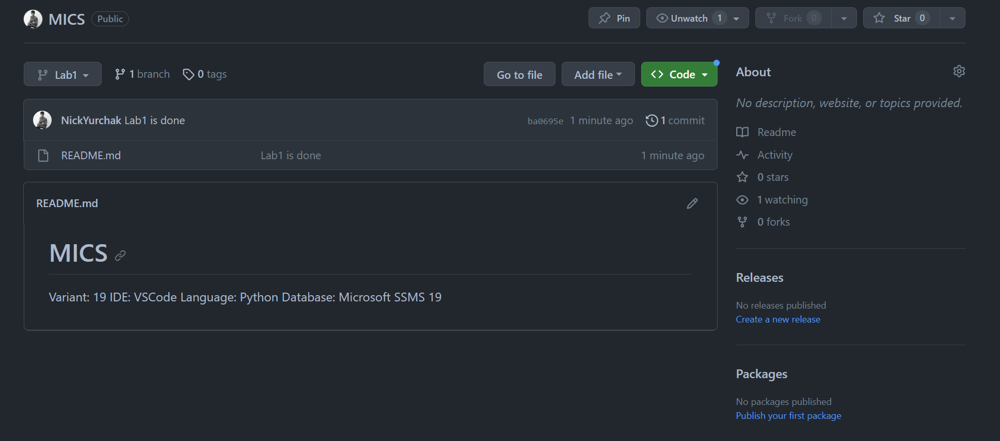 MICS Public Pin Unwatch 1 Fork 0 Star 0
Lab1 1 branch 0 tags Go to file Add file Code
NickYurchak Lab1 is done ba0695e 1 minute ago 1 commit
README.md Lab1 is done 1 minute ago
README.md
MICS
Variant: 19 IDE: VSCode Language: Python Database: Microsoft SSMS 19
About
No description, website, or topics provided.
Readme
Activity
0 stars
1 watching
0 forks
Releases
No releases published
Create a new release
Packages
No packages published
Publish your first package